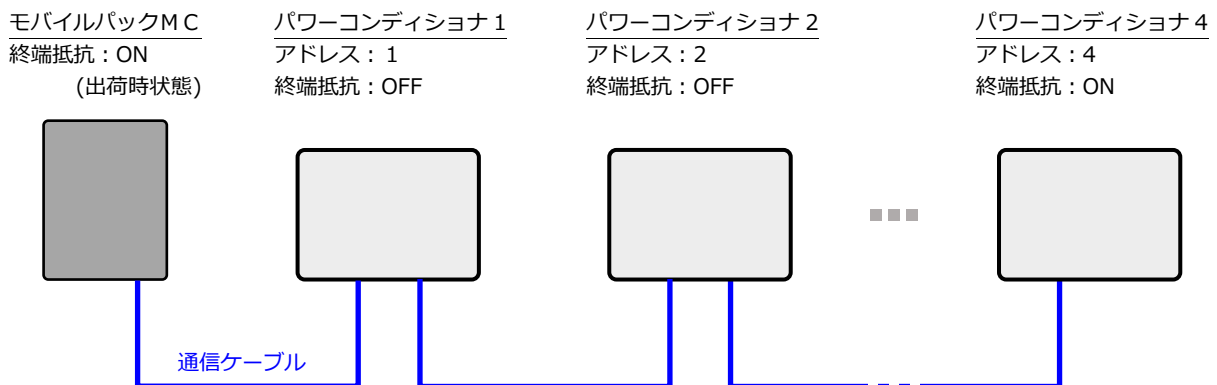 モバイルパックＭＣ
終端抵抗：ON
(出荷時状態)
パワーコンディショナ１
アドレス：１
終端抵抗：OFF
パワーコンディショナ２
アドレス：2
終端抵抗：OFF
パワーコンディショナ４
アドレス：4
終端抵抗：ON
通信ケーブル